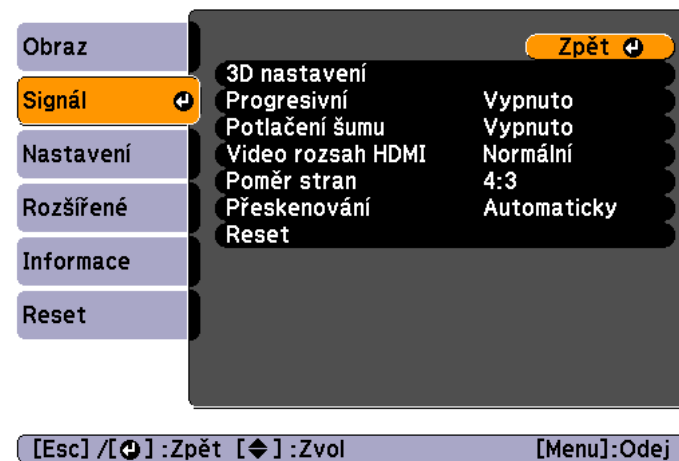 Obraz
Signál
Nastavení
Rozšířené
Informace
Reset
Zpět
3D nastavení
Progresivní Vypnuto
Potlačení šumu Vypnuto
Video rozsah HDMI Normální
Poměr stran 4:3
Přeskenování Automaticky
Reset
[Esc] /[ ] :Zpět [ ] :Zvol [Menu]:Odej